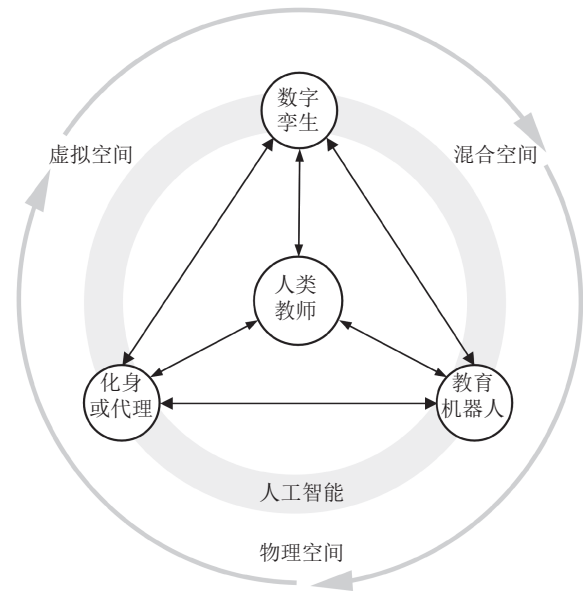 数字
孪生
虚拟空间
混合空间
人类
教师
化身
或代理
教育
机器人
人工智能
物理空间